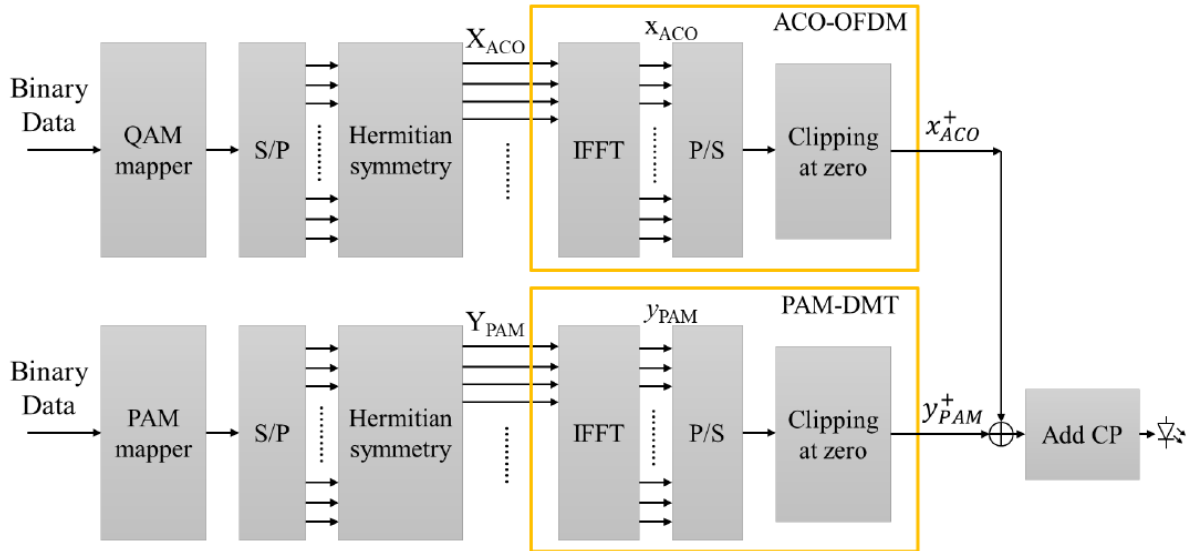 ACO-OFDM
X_ACO
x_ACO
Binary
Data
QAM
mapper
S/P
Hermitian
symmetry
IFFT
P/S
Clipping
at zero
x⁺_ACO
PAM-DMT
Y_PAM
y_PAM
Binary
Data
PAM
mapper
S/P
Hermitian
symmetry
IFFT
P/S
Clipping
at zero
y⁺_PAM
Add CP